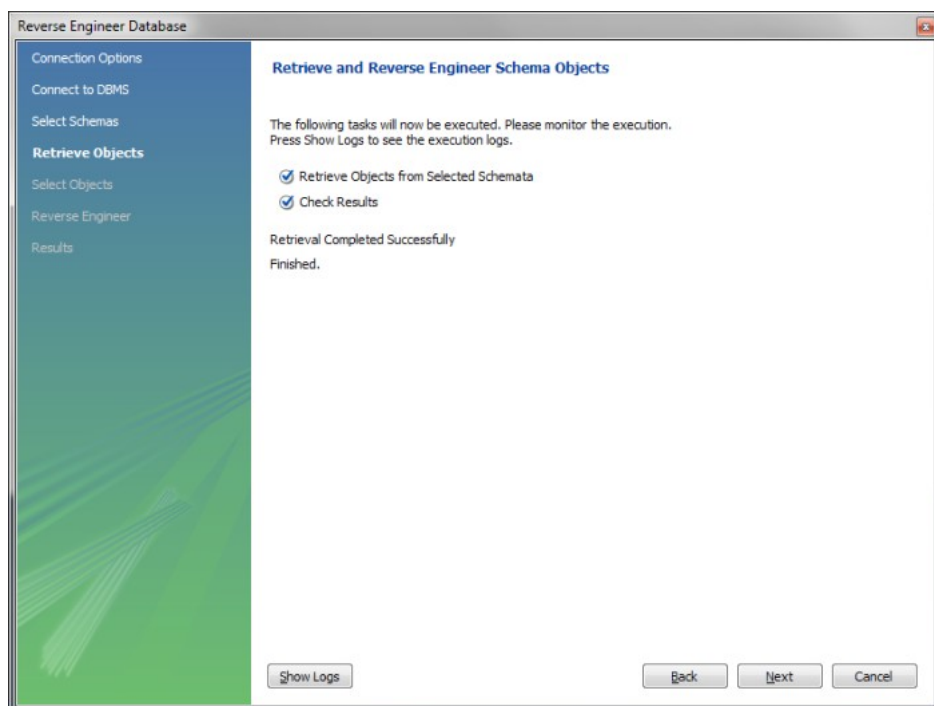 Reverse Engineer Database
Connection Options
Connect to DBMS
Select Schemas
Retrieve Objects
Select Objects
Reverse Engineer
Results
Retrieve and Reverse Engineer Schema Objects
The following tasks will now be executed. Please monitor the execution.
Press Show Logs to see the execution logs.
Retrieve Objects from Selected Schemata
Check Results
Retrieval Completed Successfully
Finished.
Show Logs
Back
Next
Cancel